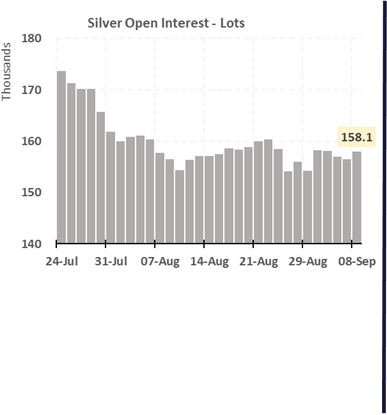 Silver Open Interest - Lots
Thousands
180
170
160
150
140
158.1
24-Jul 31-Jul 07-Aug 14-Aug 21-Aug 29-Aug 08-Sep